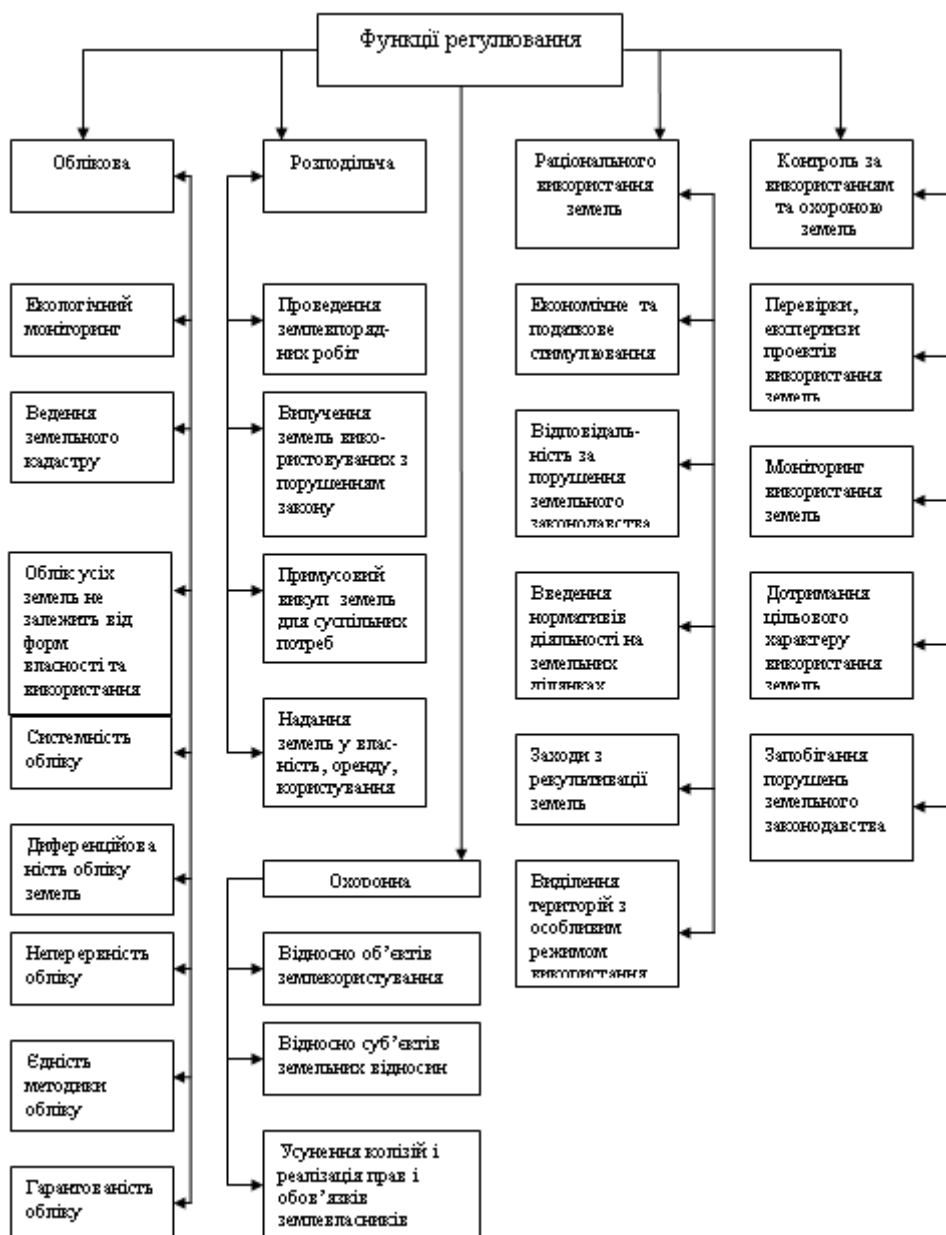 Функції регулювання
Облікова
Екологічний
моніторинг
Ведення
земельного
кадастру
Облік усіх
земель не
залежить від
форм
власності та
використання
Системність
обліку
Диференційова
ність обліку
земель
Неперервність
обліку
Єдність
методики
обліку
Гарантованість
обліку
Розподільча
Проведення
землевпоряд-
них робіт
Вилучення
земель вико-
ристовуваних з
порушенням
закону
Примусовий
викуп земель
для суспільних
потреб
Надання
земель у влас-
ність, оренду,
користування
Охоронна
Відносно об’єктів
землекористування
Відносно суб’єктів
земельних відносин
Усунення колізій і
реалізація прав і
обов’язків
землевласників
Раціонального
використання
земель
Економічне та
податкове
стимулювання
Відповідаль-
ність за
порушення
земельного
законодавства
Введення
нормативів
діяльності на
земельних
ділянках
Заходи з
рекультивації
земель
Виділення
територій з
особливим
режимом
використання
Контроль за
використанням
та охороною
земель
Перевірки,
експертизи
проектів
використання
земель
Моніторинг
використання
земель
Дотримання
цільового
характеру
використання
земель
Запобігання
порушень
земельного
законодавства